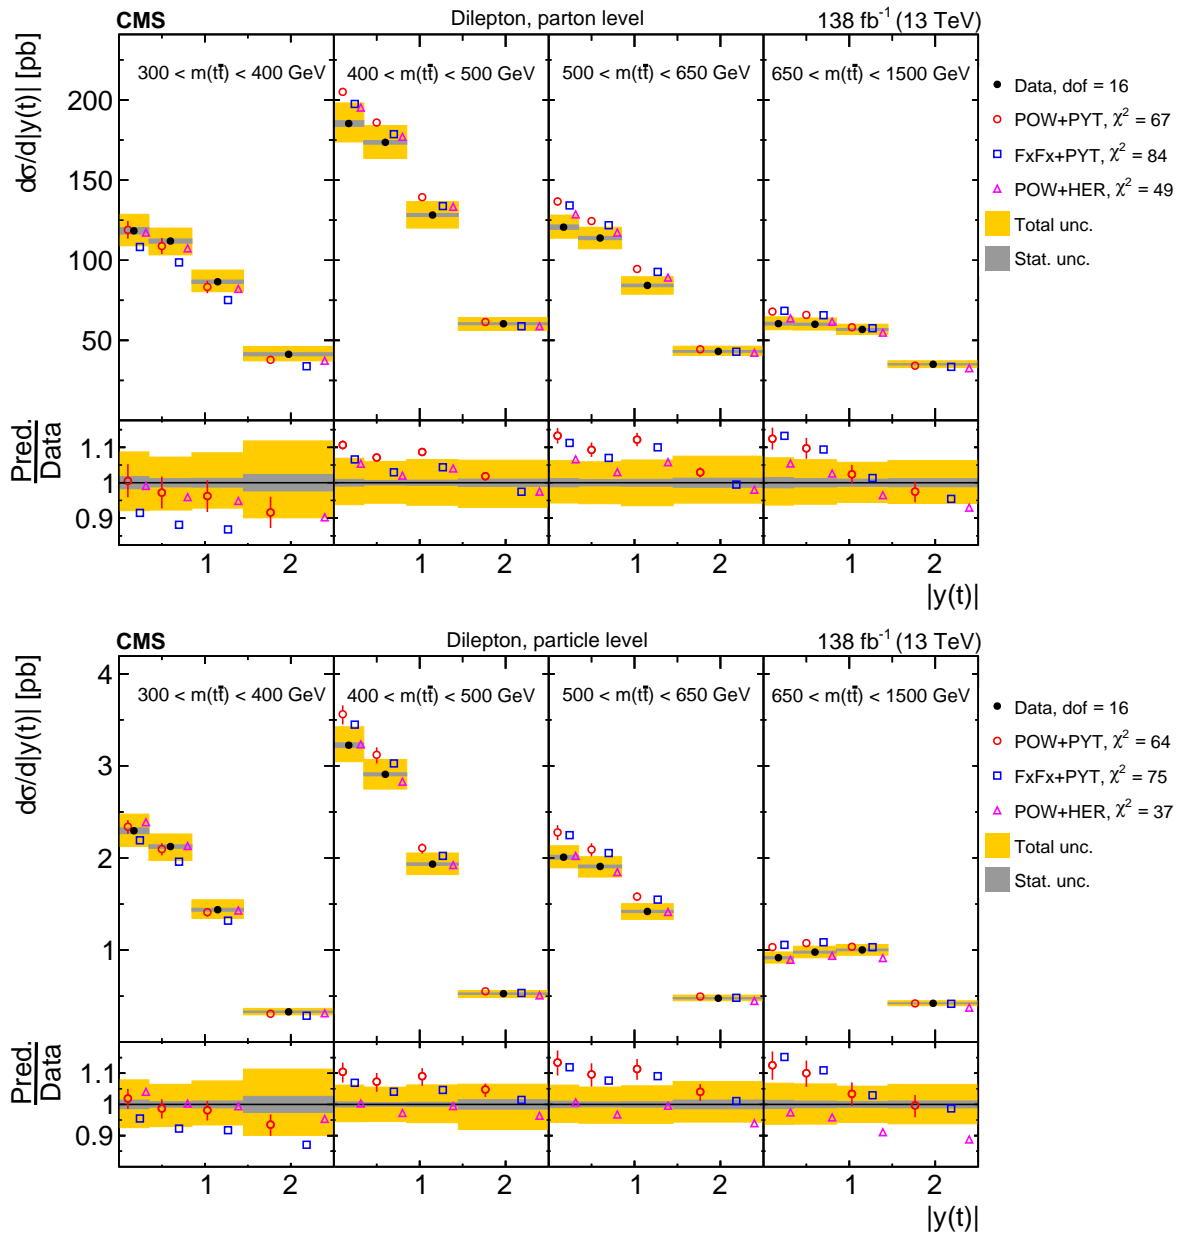 CMS Dilepton, parton level 138 fb⁻¹ (13 TeV)
dσ/d|y(t)| [pb]
300 < m(tt̄) < 400 GeV 400 < m(tt̄) < 500 GeV 500 < m(tt̄) < 650 GeV 650 < m(tt̄) < 1500 GeV
200
150
100
50
Data, dof = 16
POW+PYT, χ² = 67
FxFx+PYT, χ² = 84
POW+HER, χ² = 49
Total unc.
Stat. unc.
Pred.
Data
1.1
1
0.9
1 2 1 2 1 2 1 2
|y(t)|
CMS Dilepton, particle level 138 fb⁻¹ (13 TeV)
dσ/d|y(t)| [pb]
300 < m(tt̄) < 400 GeV 400 < m(tt̄) < 500 GeV 500 < m(tt̄) < 650 GeV 650 < m(tt̄) < 1500 GeV
4
3
2
1
Data, dof = 16
POW+PYT, χ² = 64
FxFx+PYT, χ² = 75
POW+HER, χ² = 37
Total unc.
Stat. unc.
Pred.
Data
1.1
1
0.9
1 2 1 2 1 2 1 2
|y(t)|